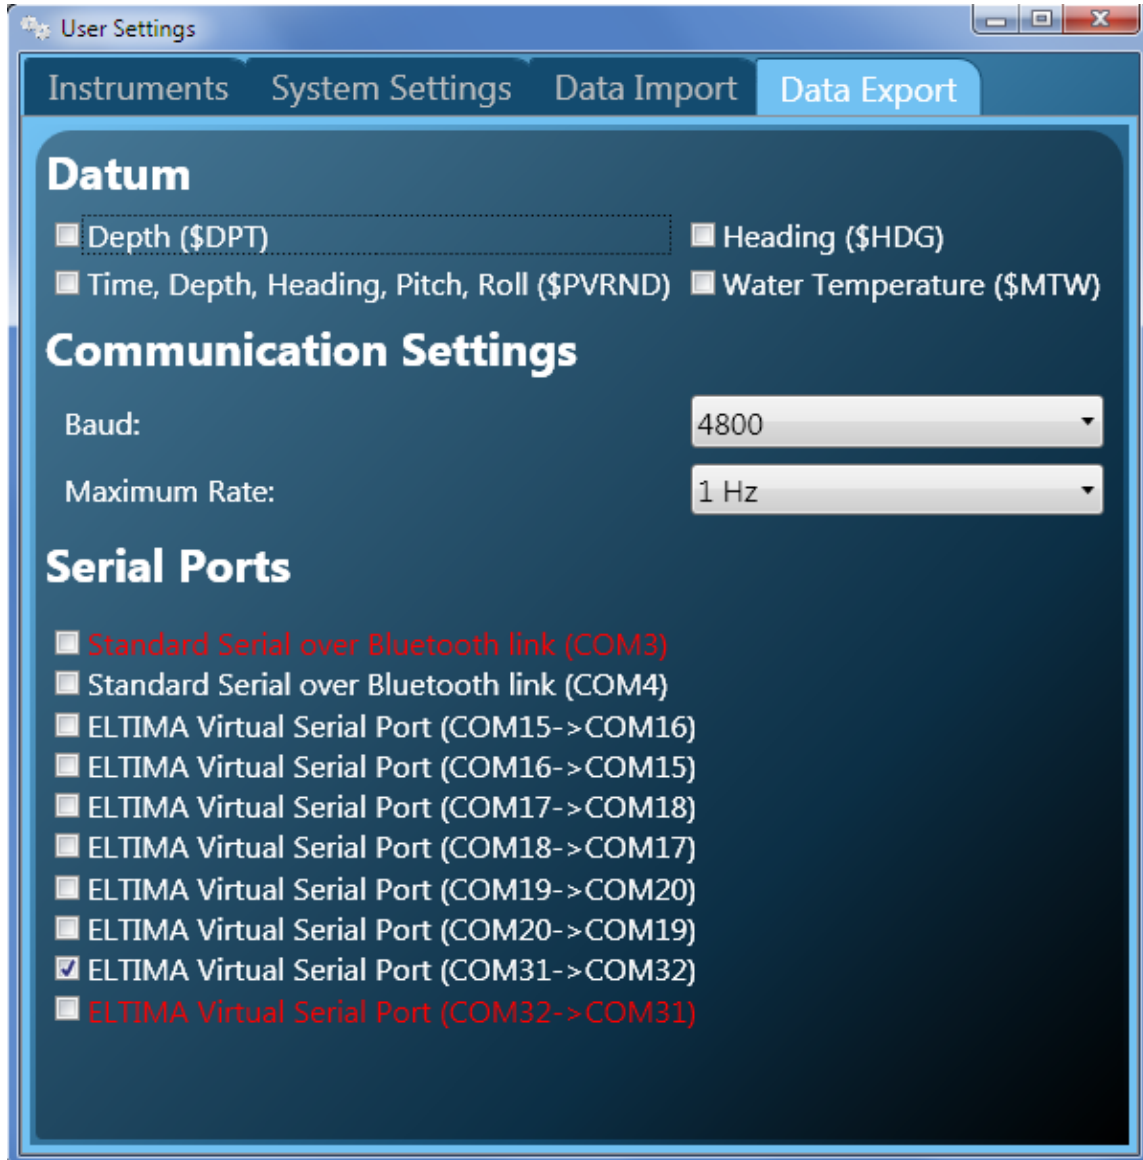 User Settings
Instruments System Settings Data Import Data Export
Datum
Depth ($DPT) Heading ($HDG)
Time, Depth, Heading, Pitch, Roll ($PVRND) Water Temperature ($MTW)
Communication Settings
Baud: 4800
Maximum Rate: 1 Hz
Serial Ports
Standard Serial over Bluetooth link (COM3)
Standard Serial over Bluetooth link (COM4)
ELTIMA Virtual Serial Port (COM15->COM16)
ELTIMA Virtual Serial Port (COM16->COM15)
ELTIMA Virtual Serial Port (COM17->COM18)
ELTIMA Virtual Serial Port (COM18->COM17)
ELTIMA Virtual Serial Port (COM19->COM20)
ELTIMA Virtual Serial Port (COM20->COM19)
ELTIMA Virtual Serial Port (COM31->COM32)
ELTIMA Virtual Serial Port (COM32->COM31)